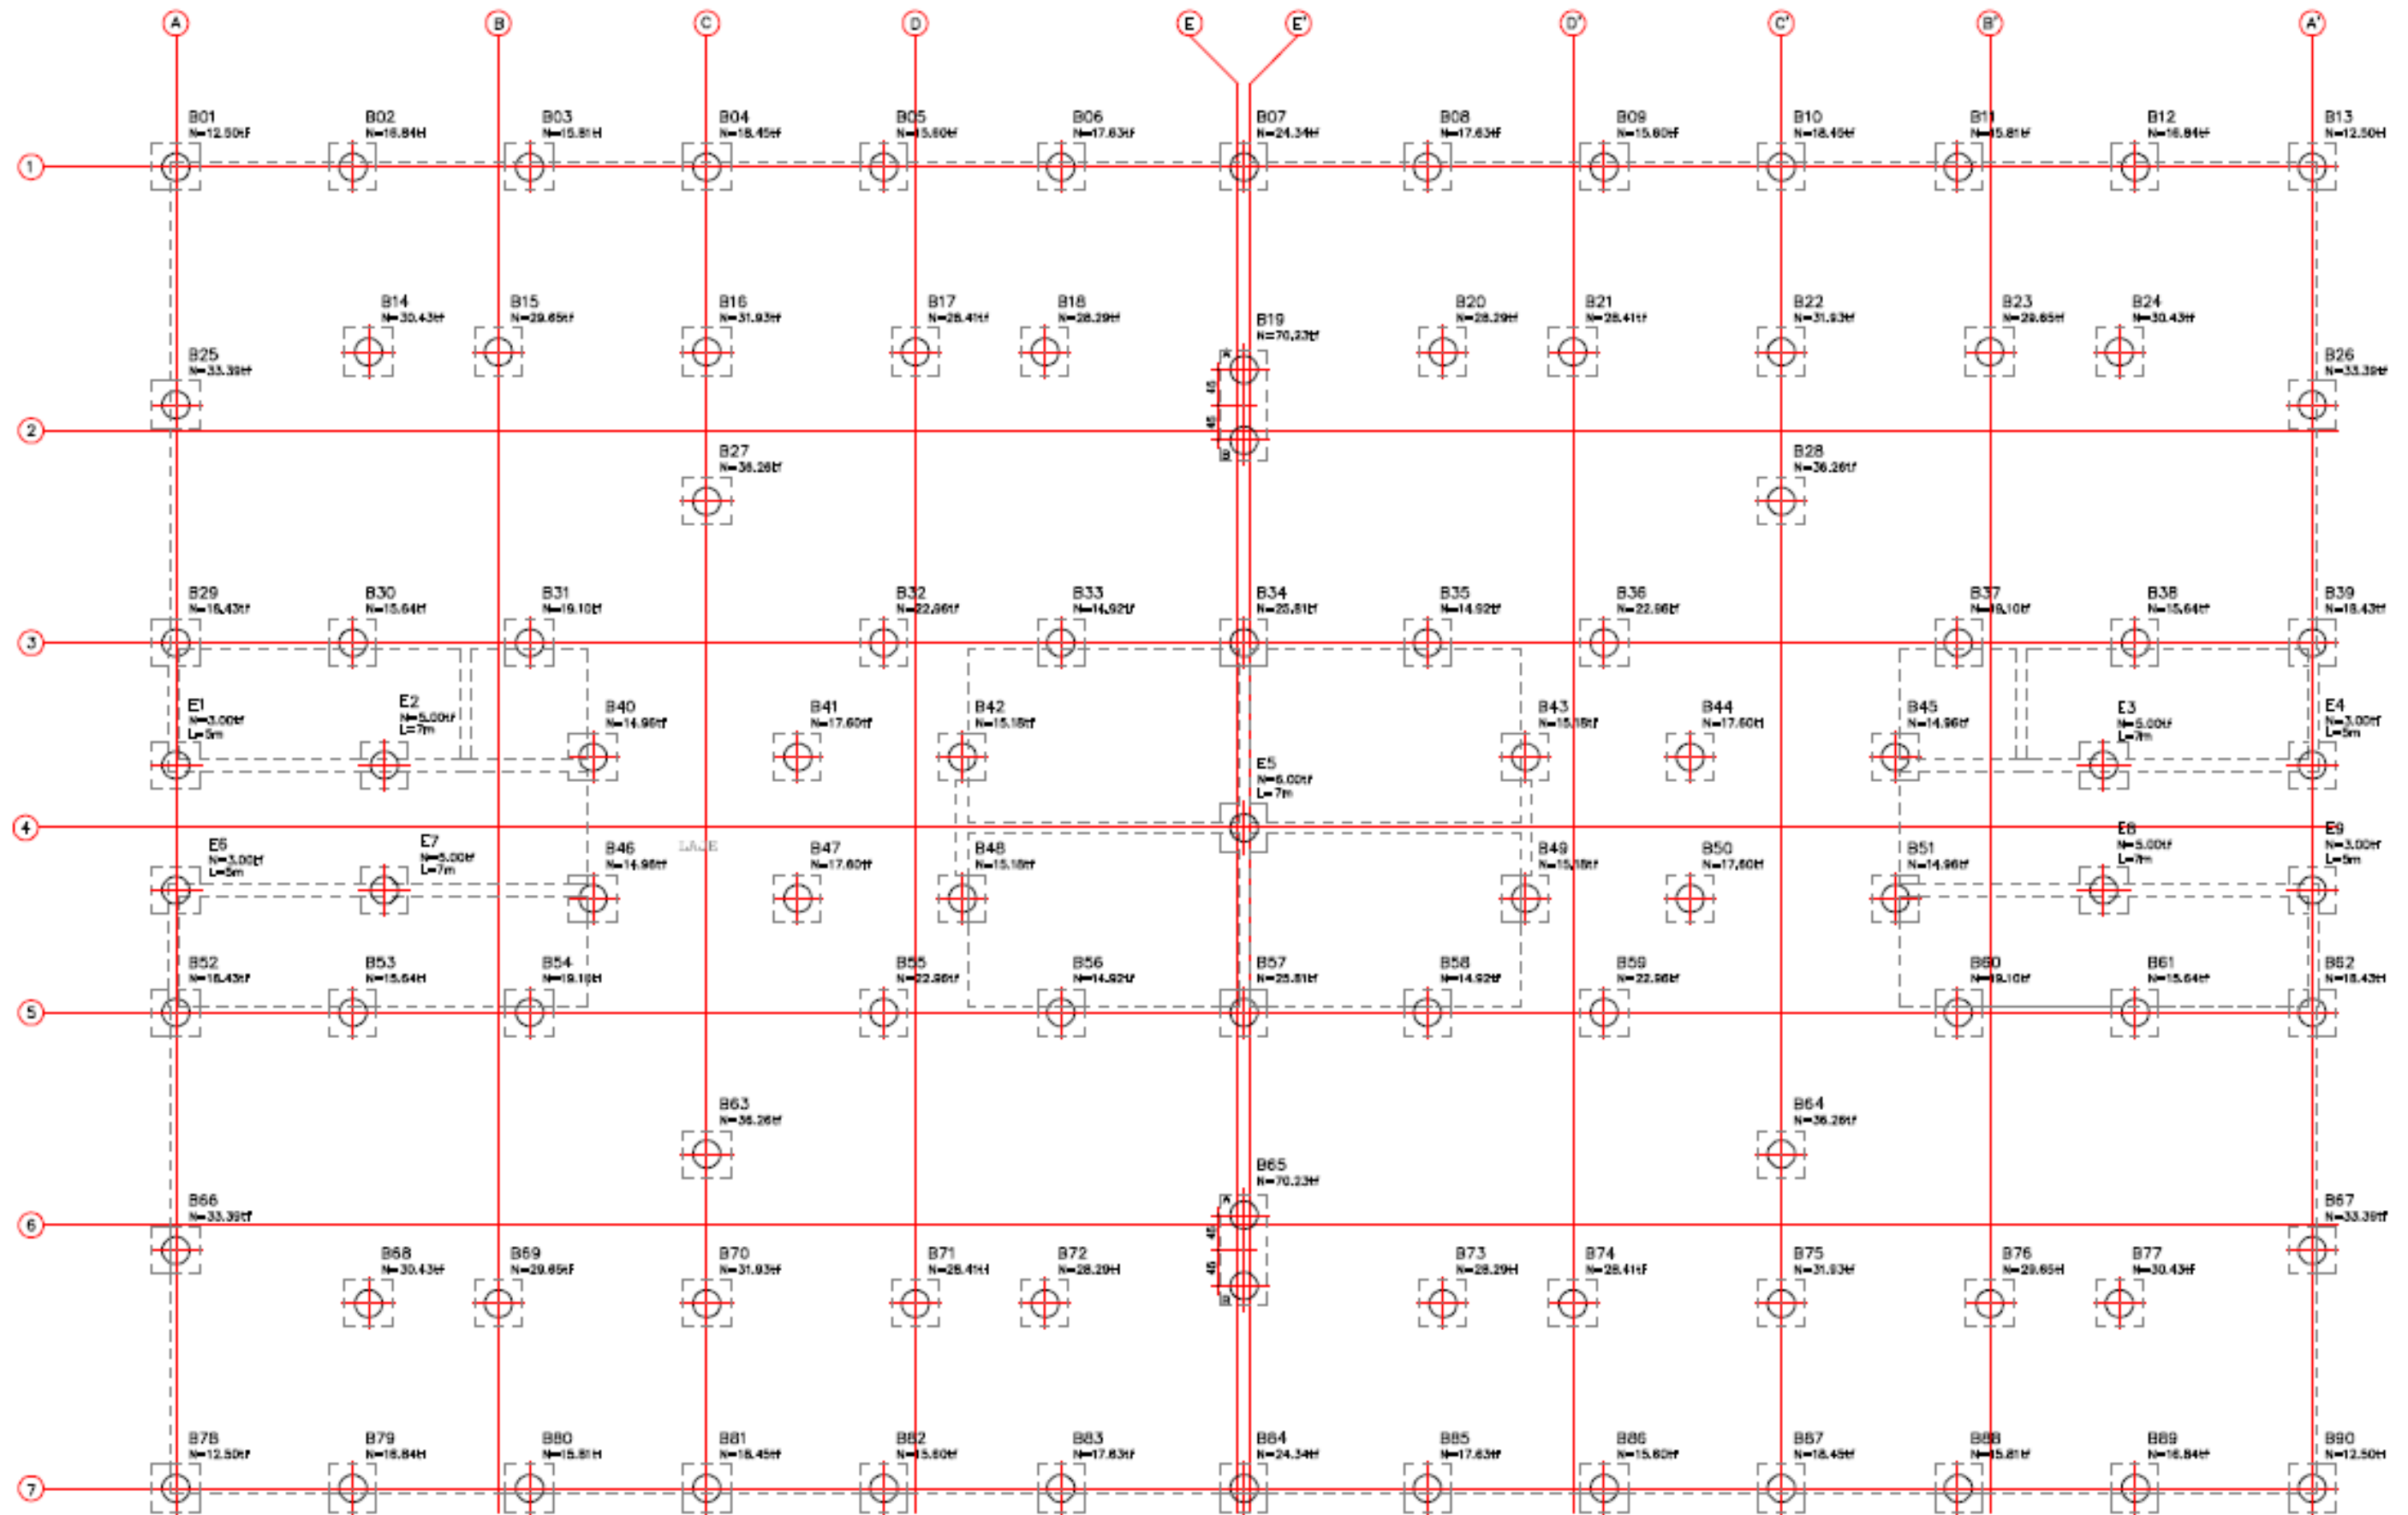 A B C D E E' D' C' B' A'
B01 B02 B03 B04 B05 B06 B07 B08 B09 B10 B11 B12 B13
N=12.50tf N=16.84tf N=15.81tf N=18.45tf N=15.60tf N=17.63tf N=24.34tf N=17.63tf N=15.60tf N=18.45tf N=15.81tf N=16.84tf N=12.50tf
1
B14 B15 B16 B17 B18 B20 B21 B22 B23 B24
N=30.43tf N=29.65tf N=31.93tf N=28.41tf N=28.29tf N=28.29tf N=28.41tf N=31.93tf N=29.65tf N=30.43tf
B19
N=70.23tf
B25 A B26
N=33.39tf N=33.39tf
45
45
2
B
B27 B28
N=36.26tf N=36.26tf
B29 B30 B31 B32 B33 B34 B35 B36 B37 B38 B39
N=18.43tf N=15.64tf N=19.10tf N=22.96tf N=14.92tf N=25.81tf N=14.92tf N=22.96tf N=19.10tf N=15.64tf N=18.43tf
3
E1 E2 B40 B41 B42 B43 B44 B45 E3 E4
N=3.00tf N=5.00tf N=14.96tf N=17.60tf N=15.18tf N=15.18tf N=17.60tf N=14.96tf N=5.00tf N=3.00tf
L=5m L=7m L=7m L=5m
E5
N=6.00tf
L=7m
4
E6 E7 B46 LAJE B47 B48 B49 B50 B51 E8 E9
N=3.00tf N=5.00tf N=14.96tf N=17.60tf N=15.18tf N=15.18tf N=17.60tf N=14.96tf N=5.00tf N=3.00tf
L=5m L=7m L=7m L=5m
B52 B53 B54 B55 B56 B57 B58 B59 B60 B61 B62
N=18.43tf N=15.64tf N=19.10tf N=22.96tf N=14.92tf N=25.81tf N=14.92tf N=22.96tf N=19.10tf N=15.64tf N=18.43tf
5
B63 B64
N=36.26tf N=36.26tf
B65
N=70.23tf
B66 A B67
N=33.39tf N=33.39tf
6
45
45
B
B68 B69 B70 B71 B72 B73 B74 B75 B76 B77
N=30.43tf N=29.65tf N=31.93tf N=28.41tf N=28.29tf N=28.29tf N=28.41tf N=31.93tf N=29.65tf N=30.43tf
B78 B79 B80 B81 B82 B83 B84 B85 B86 B87 B88 B89 B90
N=12.50tf N=16.84tf N=15.81tf N=18.45tf N=15.60tf N=17.63tf N=24.34tf N=17.63tf N=15.60tf N=18.45tf N=15.81tf N=16.84tf N=12.50tf
7